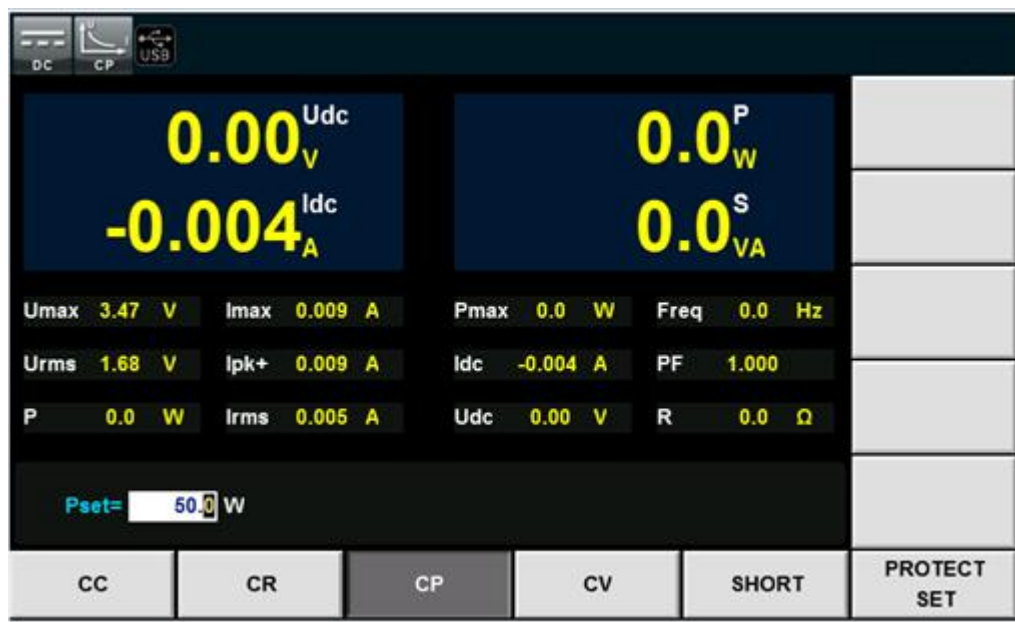 DC CP USB
0.00 Udc V
0.0 P W
-0.004 Idc A
0.0 S VA
Umax 3.47 V Imax 0.009 A Pmax 0.0 W Freq 0.0 Hz
Urms 1.68 V Ipk+ 0.009 A Idc -0.004 A PF 1.000
P 0.0 W Irms 0.005 A Udc 0.00 V R 0.0 Ω
Pset= 50.0 W
CC CR CP CV SHORT PROTECT
SET